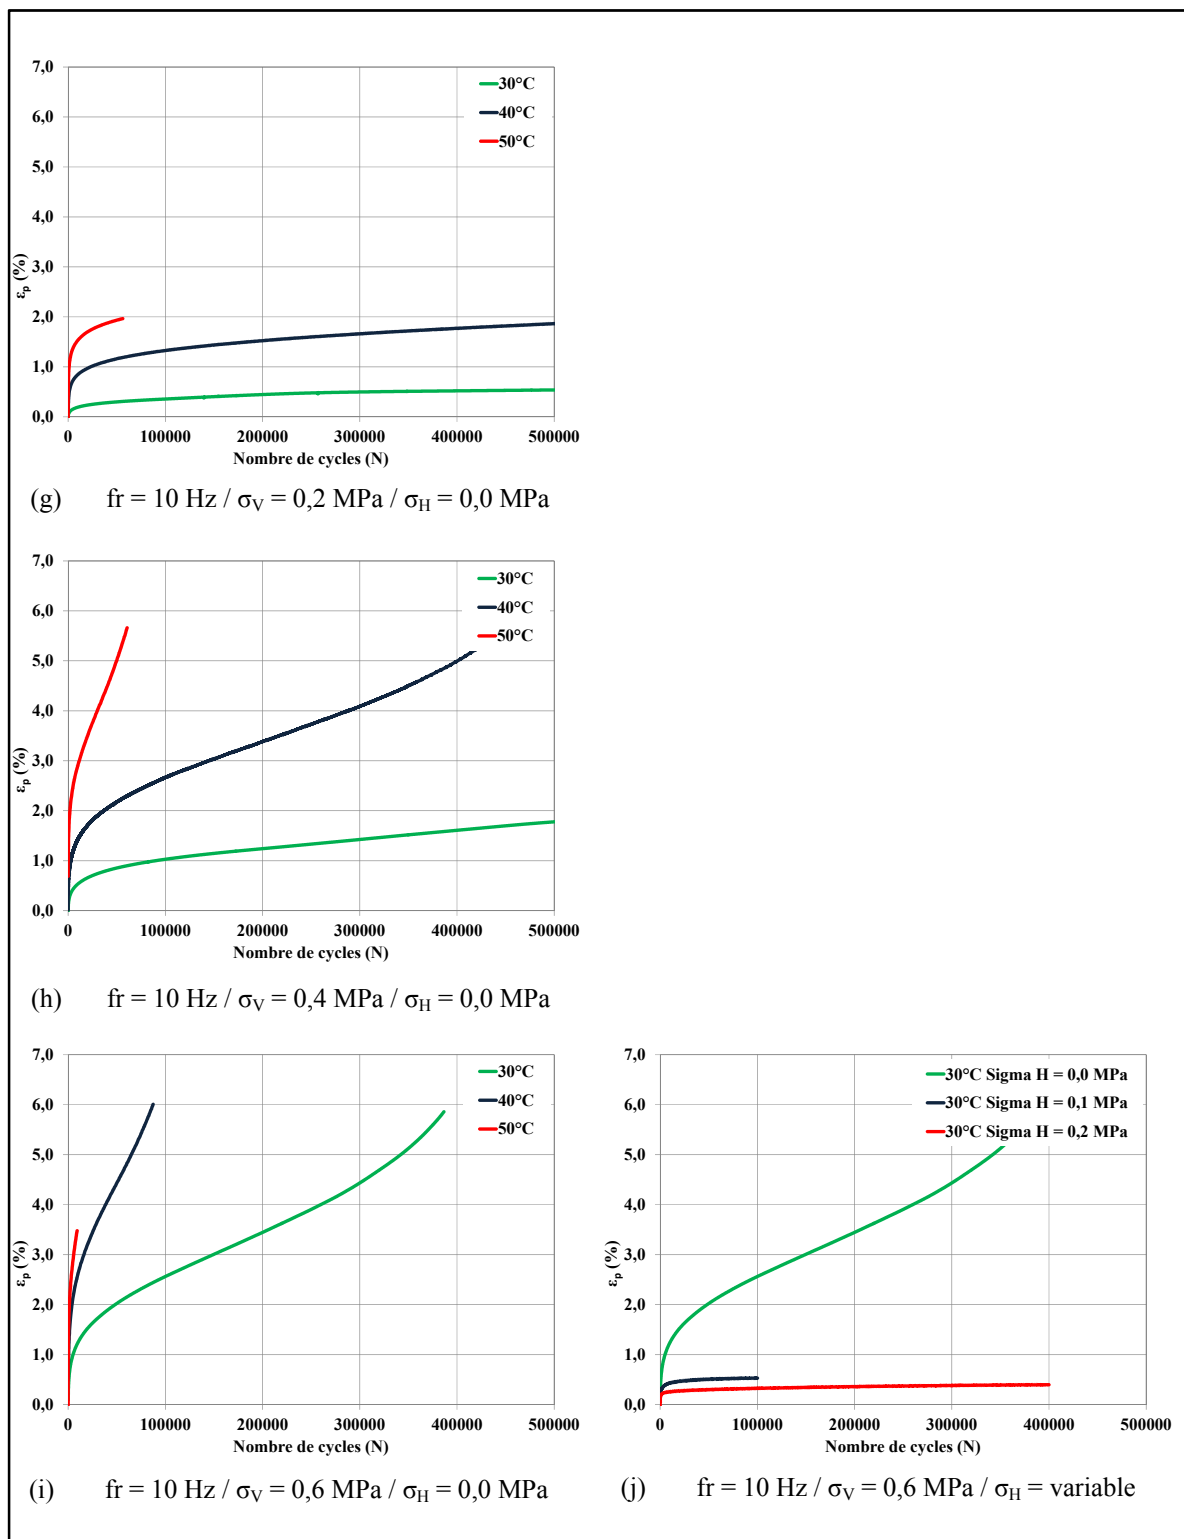 7,0
6,0
5,0
4,0
3,0
2,0
1,0
0,0
εp (%)
30°C
40°C
50°C
0 100000 200000 300000 400000 500000
Nombre de cycles (N)
(g) fr = 10 Hz / σV = 0,2 MPa / σH = 0,0 MPa
7,0
6,0
5,0
4,0
3,0
2,0
1,0
0,0
εp (%)
30°C
40°C
50°C
0 100000 200000 300000 400000 500000
Nombre de cycles (N)
(h) fr = 10 Hz / σV = 0,4 MPa / σH = 0,0 MPa
7,0
6,0
5,0
4,0
3,0
2,0
1,0
0,0
εp (%)
30°C
40°C
50°C
0 100000 200000 300000 400000 500000
Nombre de cycles (N)
(i) fr = 10 Hz / σV = 0,6 MPa / σH = 0,0 MPa
7,0
6,0
5,0
4,0
3,0
2,0
1,0
0,0
εp (%)
30°C Sigma H = 0,0 MPa
30°C Sigma H = 0,1 MPa
30°C Sigma H = 0,2 MPa
0 100000 200000 300000 400000 500000
Nombre de cycles (N)
(j) fr = 10 Hz / σV = 0,6 MPa / σH = variable